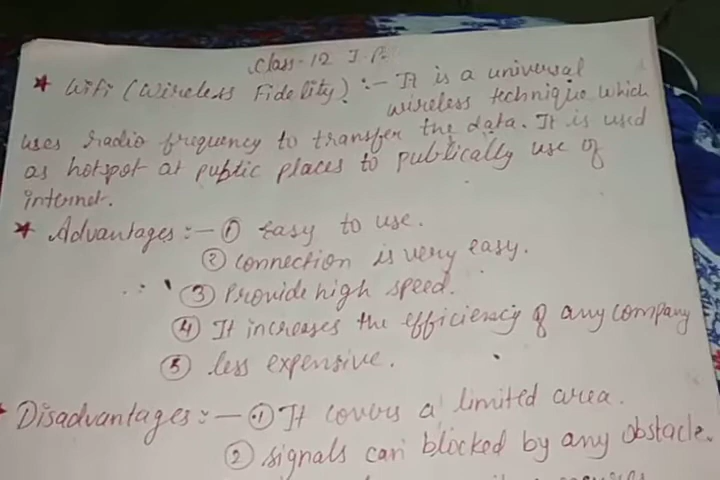 Class-12 I.P.
* Wifi (Wireless Fidelity) :- It is a universal
wireless technique which
uses radio frequency to transfer the data. It is used
as hotspot at public places to publically use of
internet.
* Advantages :- ① Easy to use.
② Connection is very easy.
③ Provide high speed.
④ It increases the efficiency of any company
⑤ less expensive.
* Disadvantages :- ① It covers a limited area.
② signals can blocked by any obstacle.